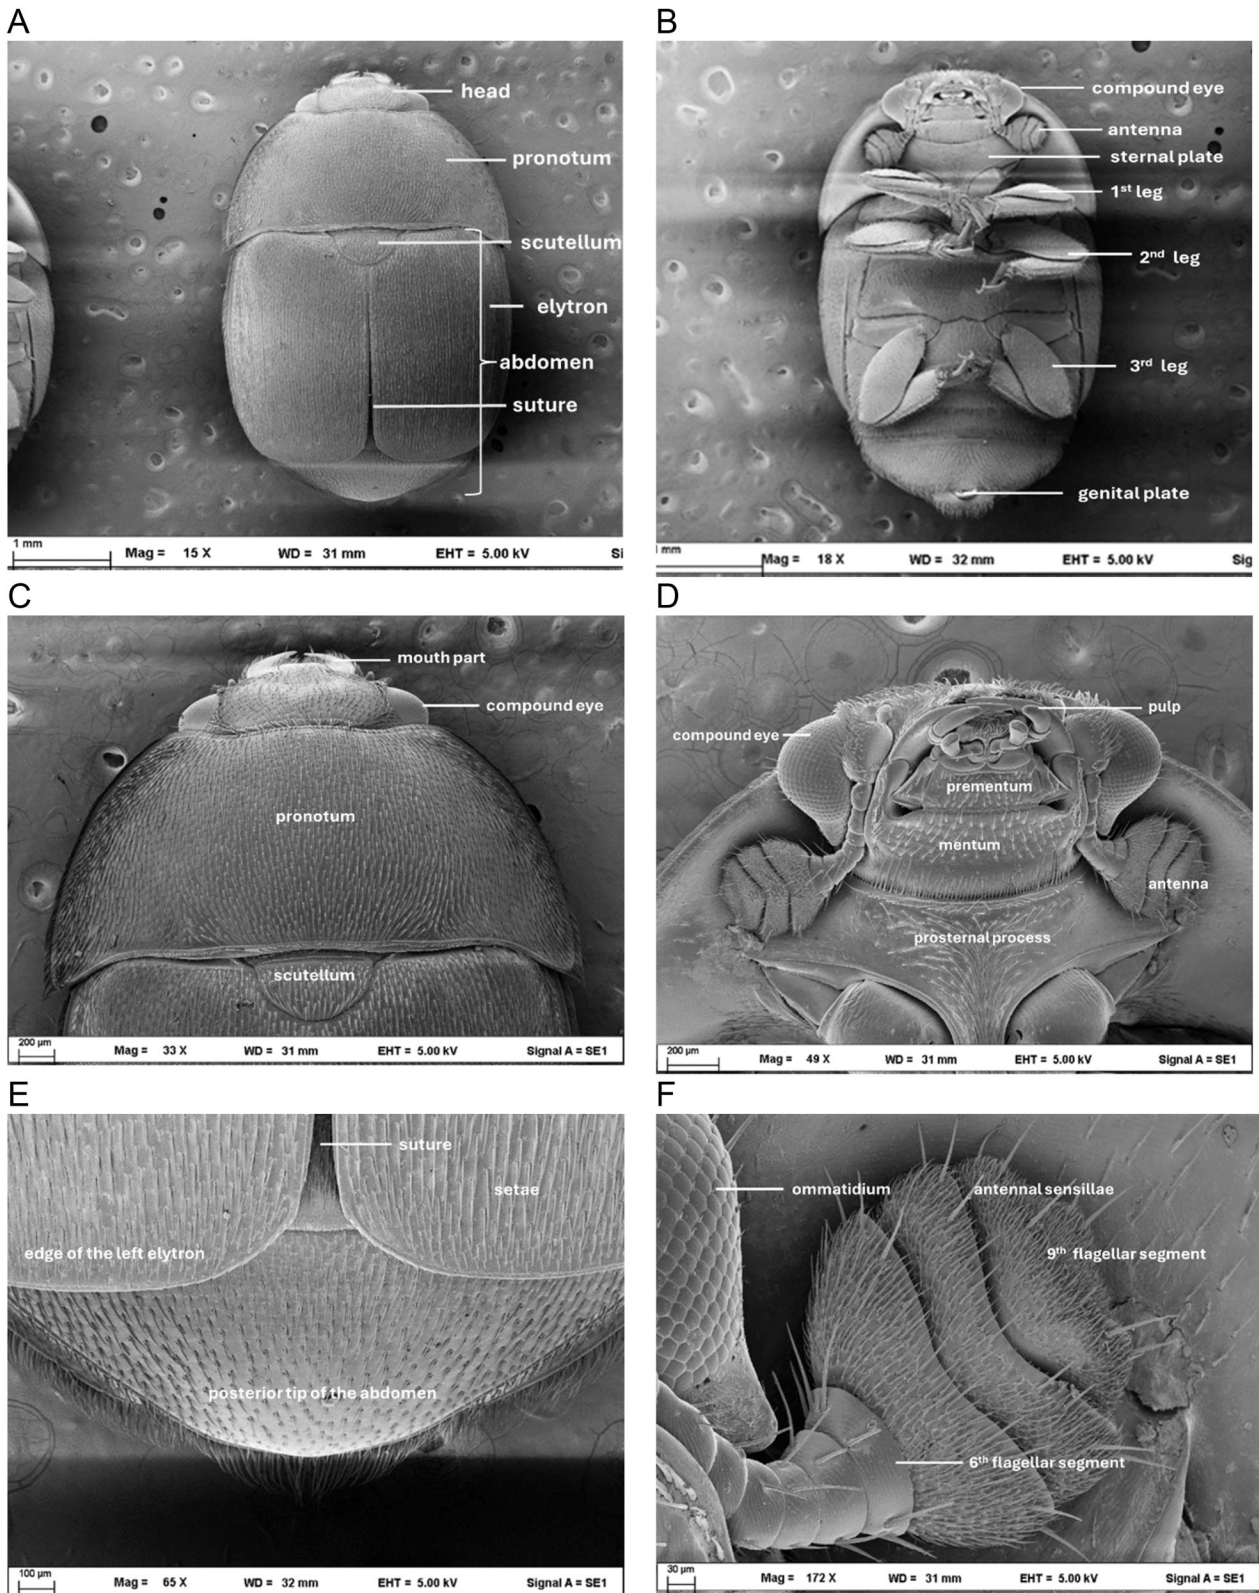 A
head
pronotum
scutellum
elytron
abdomen
suture
1 mm
Mag = 15 X WD = 31 mm EHT = 5.00 kV Si
B
compound eye
antenna
sternal plate
1st leg
2nd leg
3rd leg
genital plate
mm
Mag = 18 X WD = 32 mm EHT = 5.00 kV Sig
C
mouth part
compound eye
pronotum
scutellum
200 µm
Mag = 33 X WD = 31 mm EHT = 5.00 kV Signal A = SE1
D
pulp
compound eye
prementum
mentum
antenna
prosternal process
200 µm
Mag = 49 X WD = 31 mm EHT = 5.00 kV Signal A = SE1
E
suture
setae
edge of the left elytron
posterior tip of the abdomen
100 µm
Mag = 65 X WD = 32 mm EHT = 5.00 kV Signal A = SE1
F
ommatidium
antennal sensillae
9th flagellar segment
6th flagellar segment
30 µm
Mag = 172 X WD = 31 mm EHT = 5.00 kV Signal A = SE1